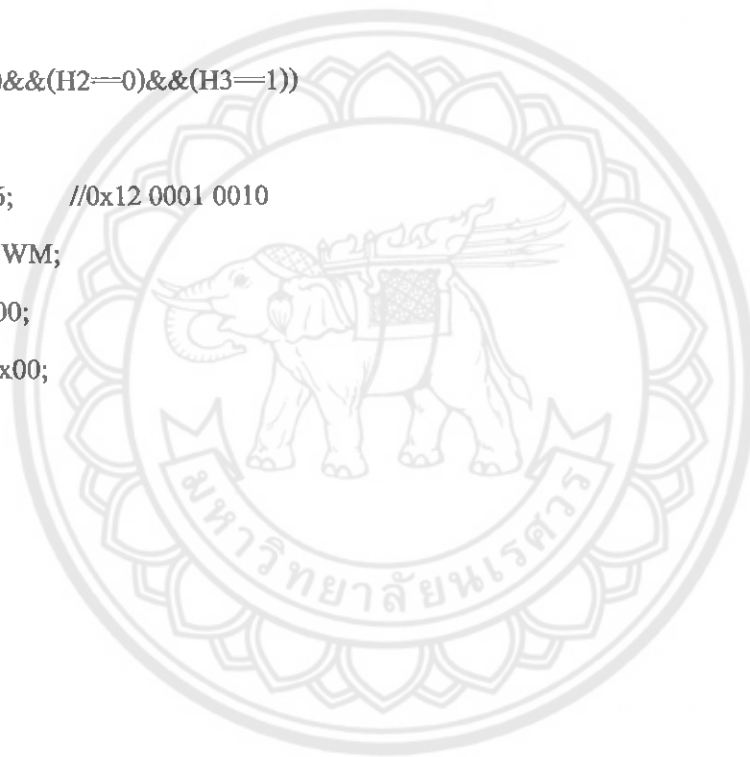 )&&(H2==0)&&(H3==1))
; //0x12 0001 0010
WM;
00;
x00;
มหาวิทยาลัยนเรศวร